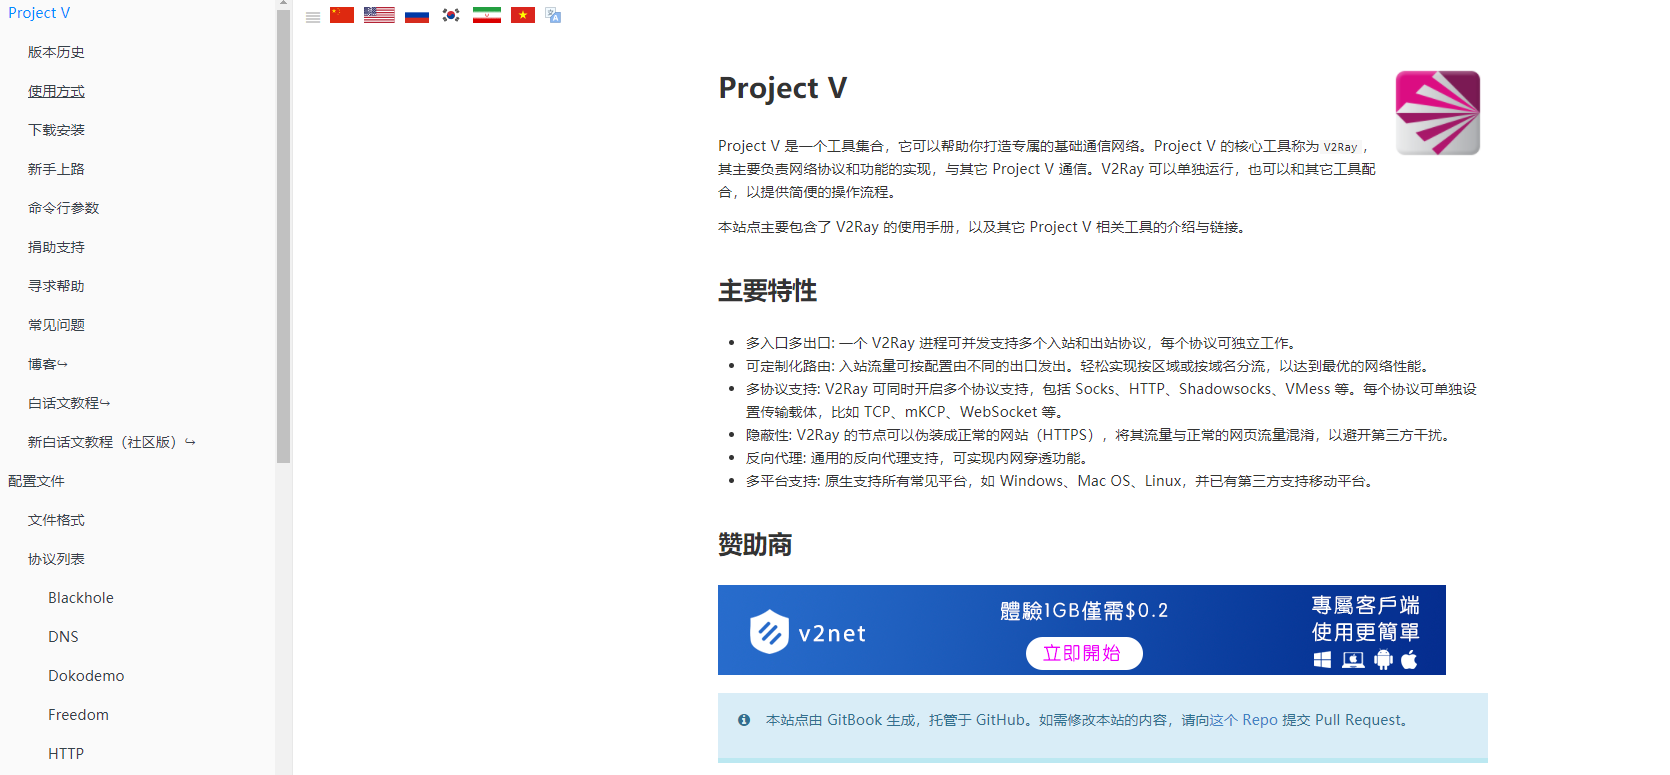 Project V
版本历史
使用方式
下载安装
新手上路
命令行参数
捐助支持
寻求帮助
常见问题
博客↪
白话文教程↪
新白话文教程（社区版）↪
配置文件
文件格式
协议列表
Blackhole
DNS
Dokodemo
Freedom
HTTP
Project V
Project V 是一个工具集合，它可以帮助你打造专属的基础通信网络。Project V 的核心工具称为 V2Ray，
其主要负责网络协议和功能的实现，与其它 Project V 通信。V2Ray 可以单独运行，也可以和其它工具配
合，以提供简便的操作流程。
本站点主要包含了 V2Ray 的使用手册，以及其它 Project V 相关工具的介绍与链接。
主要特性
• 多入口多出口: 一个 V2Ray 进程可并发支持多个入站和出站协议，每个协议可独立工作。
• 可定制化路由: 入站流量可按配置由不同的出口发出。轻松实现按区域或按域名分流，以达到最优的网络性能。
• 多协议支持: V2Ray 可同时开启多个协议支持，包括 Socks、HTTP、Shadowsocks、VMess 等。每个协议可单独设
置传输载体，比如 TCP、mKCP、WebSocket 等。
• 隐蔽性: V2Ray 的节点可以伪装成正常的网站（HTTPS），将其流量与正常的网页流量混淆，以避开第三方干扰。
• 反向代理: 通用的反向代理支持，可实现内网穿透功能。
• 多平台支持: 原生支持所有常见平台，如 Windows、Mac OS、Linux，并已有第三方支持移动平台。
赞助商
v2net
體驗1GB僅需$0.2
立即開始
專屬客戶端
使用更簡單
本站点由 GitBook 生成，托管于 GitHub。如需修改本站的内容，请向这个 Repo 提交 Pull Request。